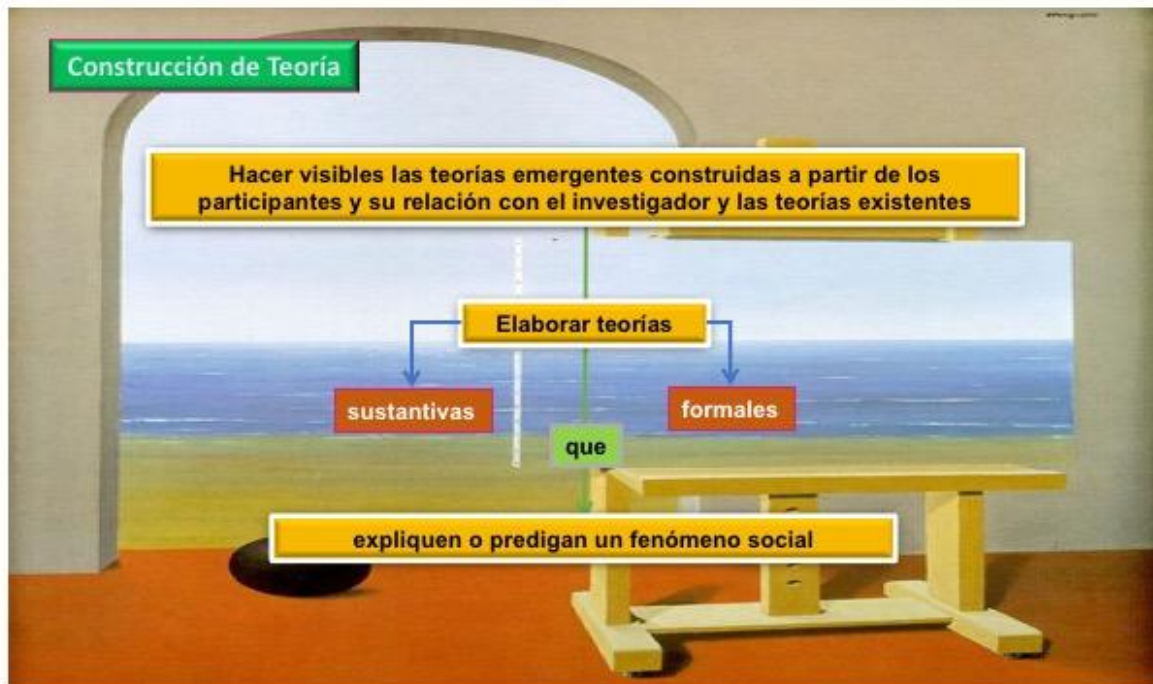 Construcción de Teoría
Hacer visibles las teorías emergentes construidas a partir de los
participantes y su relación con el investigador y las teorías existentes
Elaborar teorías
sustantivas
formales
que
expliquen o predigan un fenómeno social